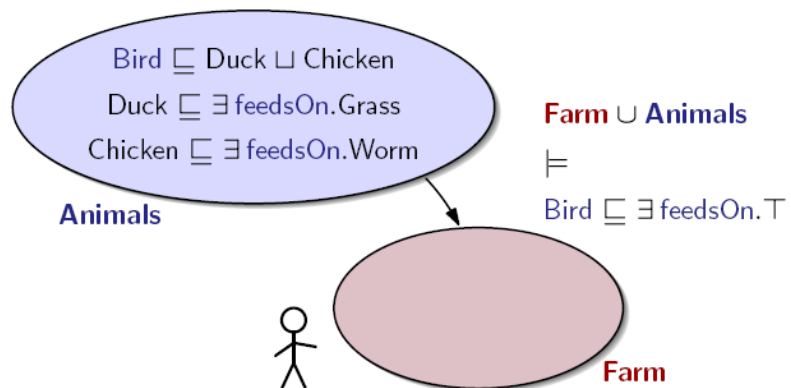 Bird ⊑ Duck ⊔ Chicken
Duck ⊑ ∃ feedsOn.Grass
Chicken ⊑ ∃ feedsOn.Worm
Animals
Farm ∪ Animals
⊨
Bird ⊑ ∃ feedsOn.⊤
Farm